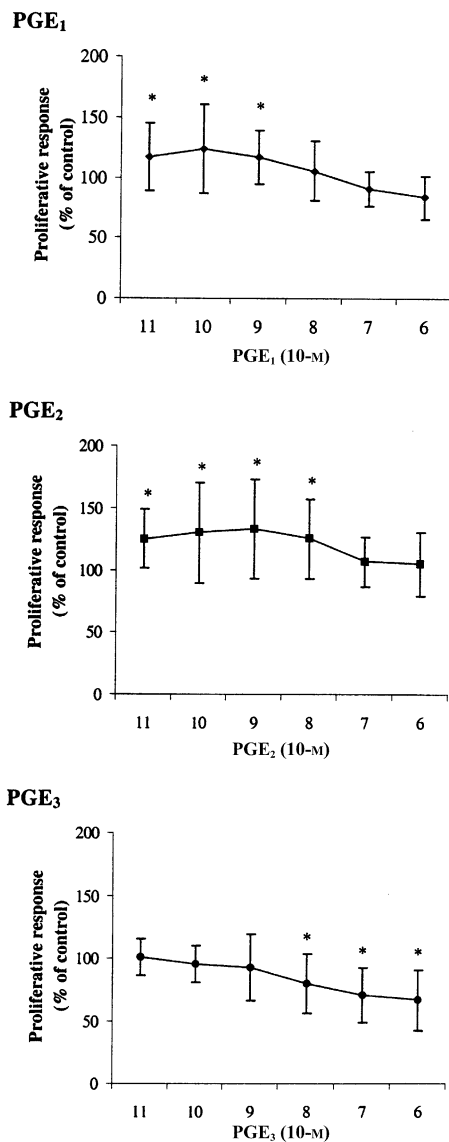 PGE₁
Proliferative response
(% of control)
200
150
100
50
0
* * *
11 10 9 8 7 6
PGE₁ (10-M)
PGE₂
Proliferative response
(% of control)
200
150
100
50
0
* * * *
11 10 9 8 7 6
PGE₂ (10-M)
PGE₃
Proliferative response
(% of control)
200
150
100
50
0
* * *
11 10 9 8 7 6
PGE₃ (10-M)